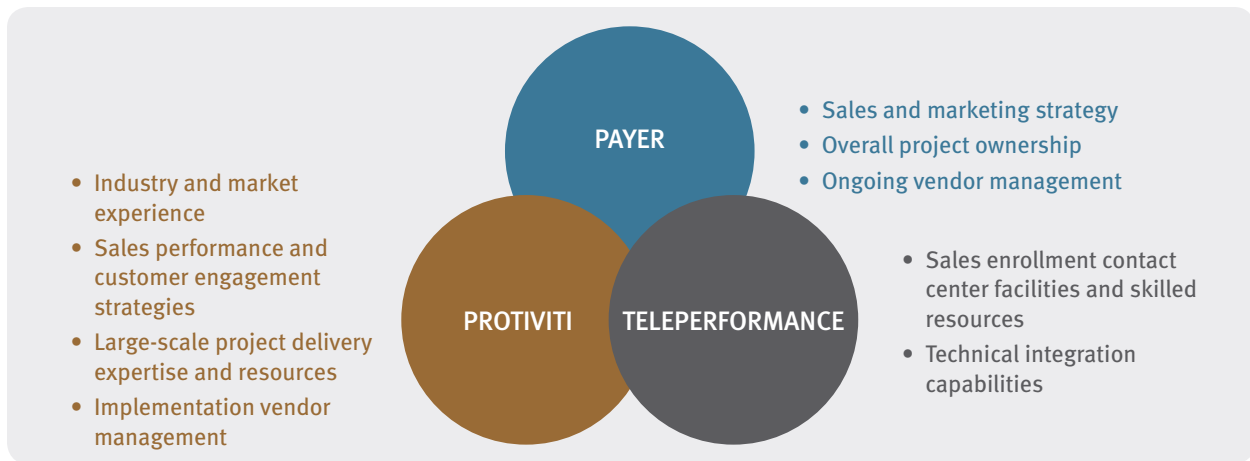 PAYER
• Sales and marketing strategy
• Overall project ownership
• Ongoing vendor management
• Industry and market
experience
• Sales performance and
customer engagement
strategies
• Large-scale project delivery
expertise and resources
• Implementation vendor
management
PROTIVITI
TELEPERFORMANCE
• Sales enrollment contact
center facilities and skilled
resources
• Technical integration
capabilities